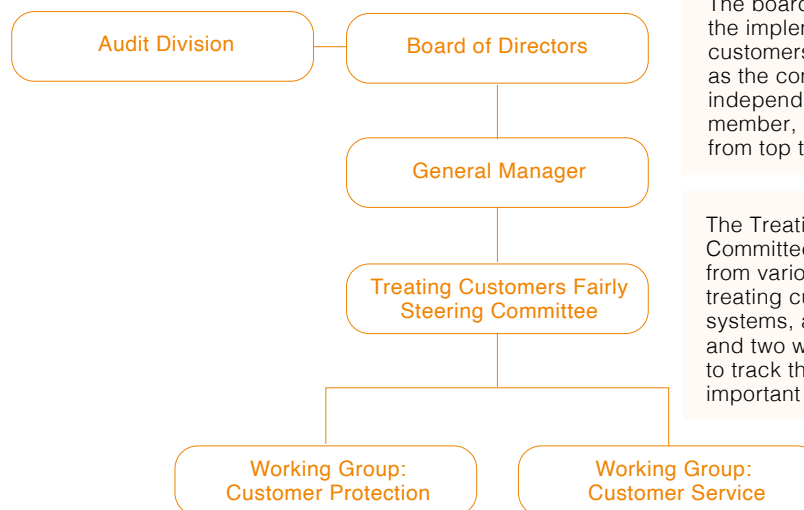 Audit Division
Board of Directors
The board
the imple
customers
as the co
independ
member,
from top t
General Manager
The Treati
Committe
from vario
treating cu
systems, a
and two w
to track th
important
Treating Customers Fairly
Steering Committee
Working Group:
Customer Protection
Working Group:
Customer Service